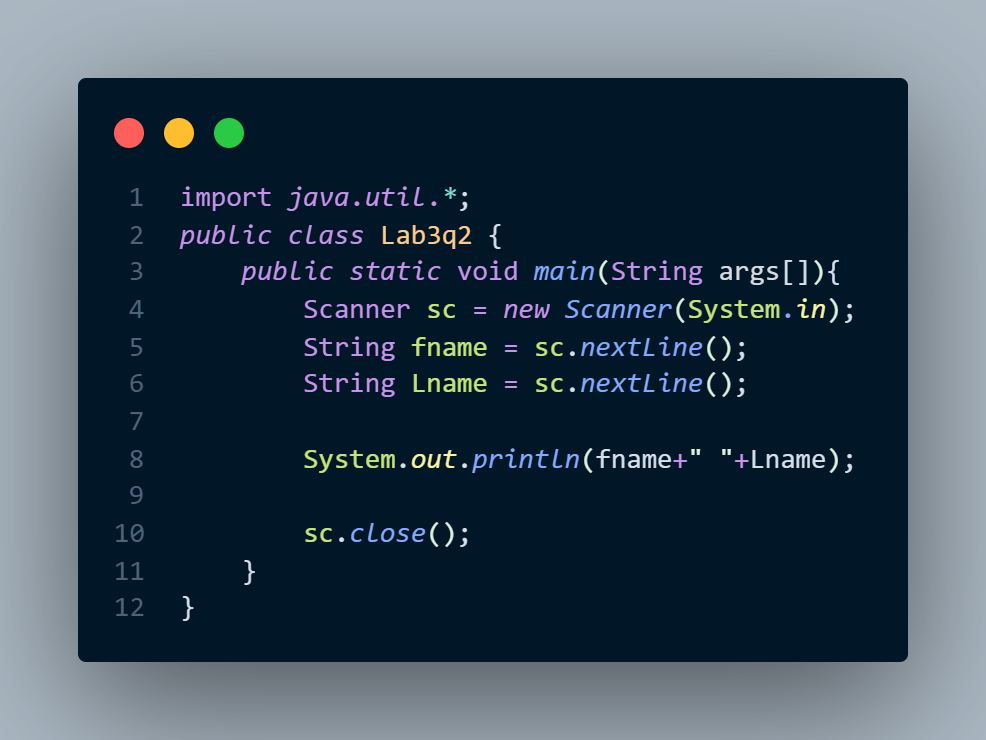 1 import java.util.*;
2 public class Lab3q2 {
3     public static void main(String args[]){
4         Scanner sc = new Scanner(System.in);
5         String fname = sc.nextLine();
6         String Lname = sc.nextLine();
7
8         System.out.println(fname+" "+Lname);
9
10         sc.close();
11     }
12 }